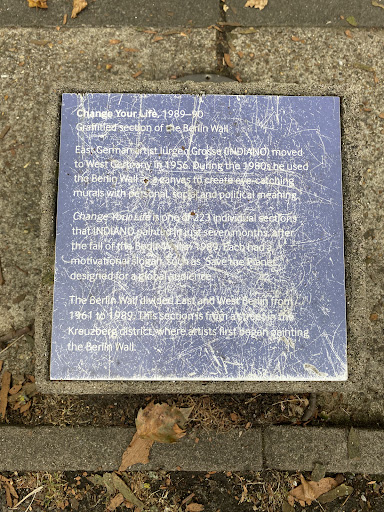 Change Your Life, 1989–90
Graffitied section of the Berlin Wall
East German artist Jürgen Grosse (INDIANO) moved
to West Germany in 1956. During the 1980s he used
the Berlin Wall as a canvas to create eye-catching
murals with personal, social and political meaning.
Change Your Life is one of 223 individual sections
that INDIANO painted in just seven months, after
the fall of the Berlin Wall in 1989. Each had a
motivational slogan, such as 'Save the Planet',
designed for a global audience.
The Berlin Wall divided East and West Berlin from
1961 to 1989. This section is from a street in the
Kreuzberg district, where artists first began painting
the Berlin Wall.